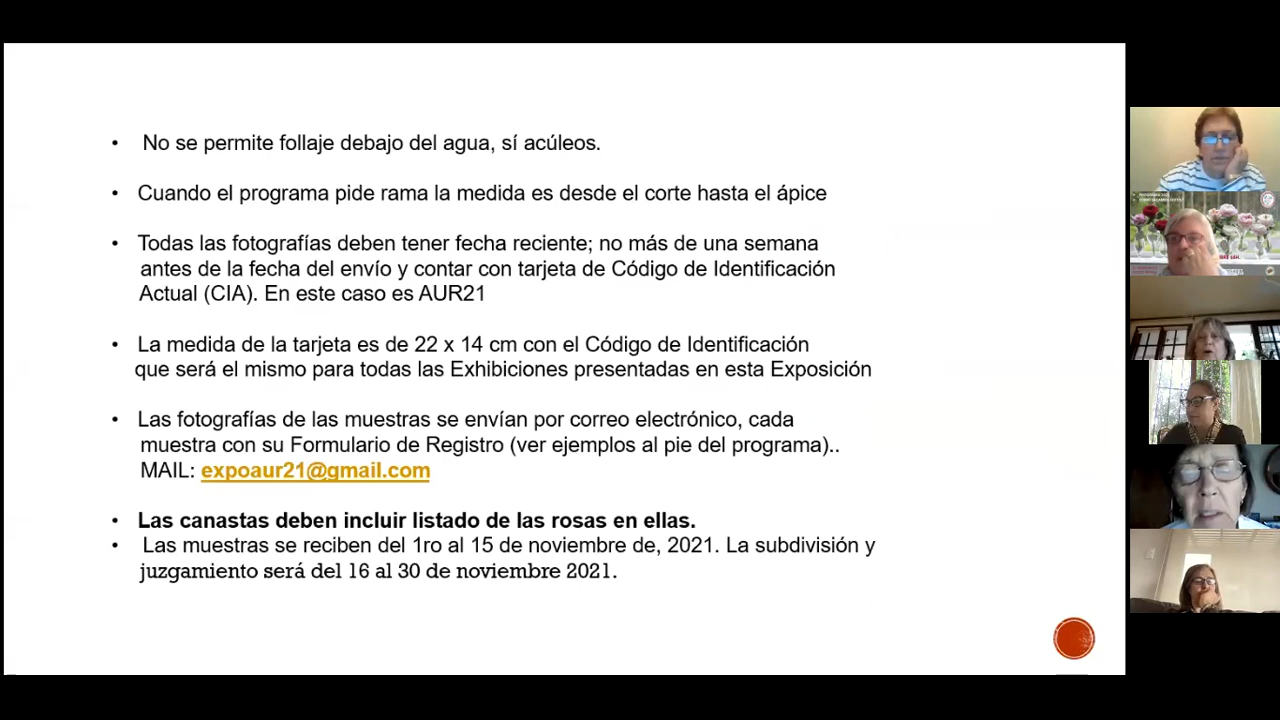 • No se permite follaje debajo del agua, sí acúleos.
• Cuando el programa pide rama la medida es desde el corte hasta el ápice
• Todas las fotografías deben tener fecha reciente; no más de una semana
antes de la fecha del envío y contar con tarjeta de Código de Identificación
Actual (CIA). En este caso es AUR21
• La medida de la tarjeta es de 22 x 14 cm con el Código de Identificación
que será el mismo para todas las Exhibiciones presentadas en esta Exposición
• Las fotografías de las muestras se envían por correo electrónico, cada
muestra con su Formulario de Registro (ver ejemplos al pie del programa)..
MAIL: expoaur21@gmail.com
• Las canastas deben incluir listado de las rosas en ellas.
• Las muestras se reciben del 1ro al 15 de noviembre de, 2021. La subdivisión y
juzgamiento será del 16 al 30 de noviembre 2021.